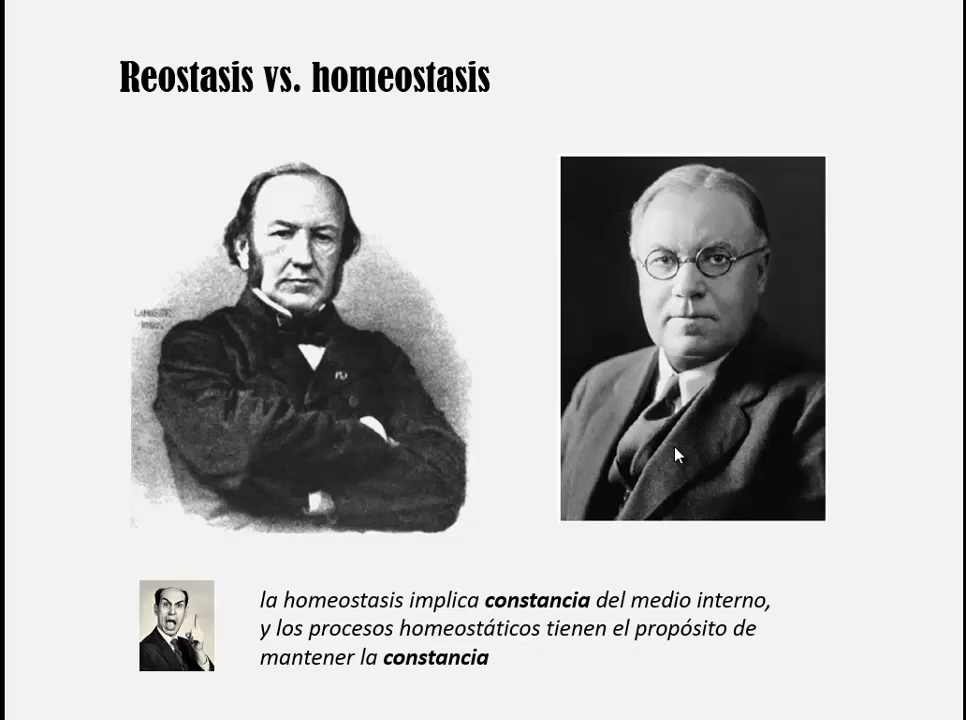 Reostasis vs. homeostasis
la homeostasis implica constancia del medio interno,
y los procesos homeostáticos tienen el propósito de
mantener la constancia